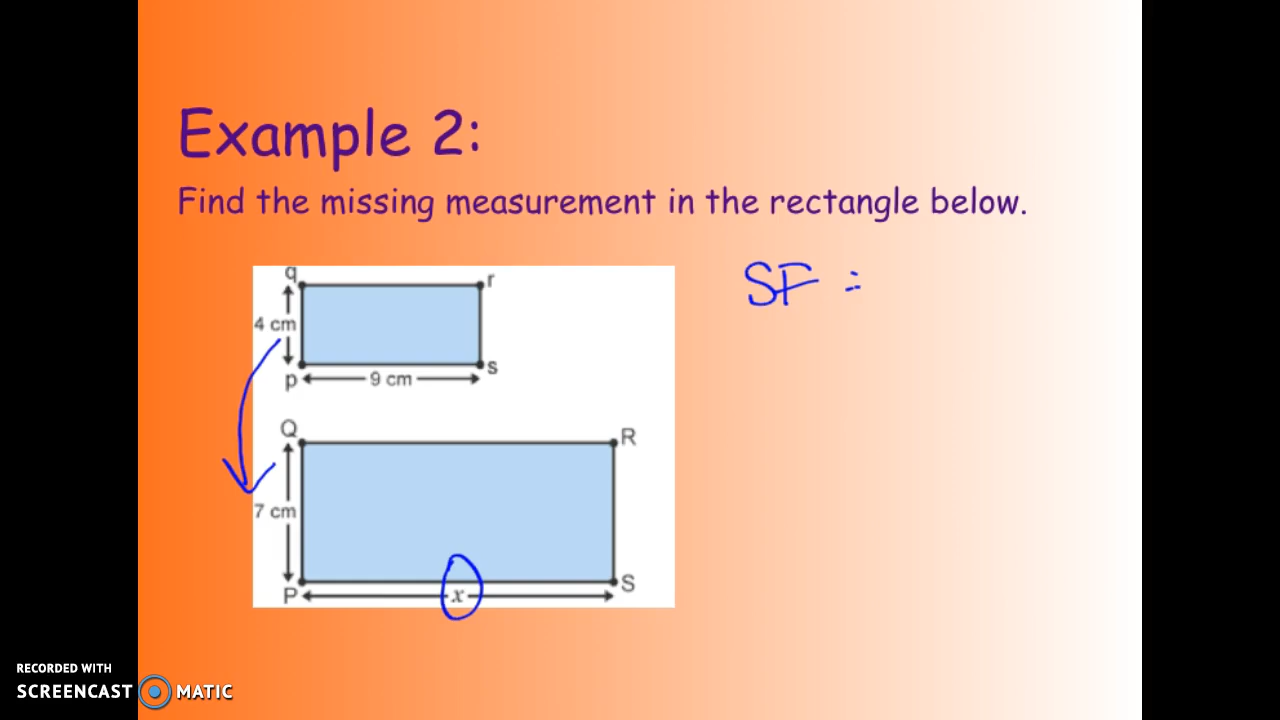 Example 2:
Find the missing measurement in the rectangle below.
SF =
q
r
4 cm
p
9 cm
s
Q
R
7 cm
P
x
S
RECORDED WITH
SCREENCAST MATIC